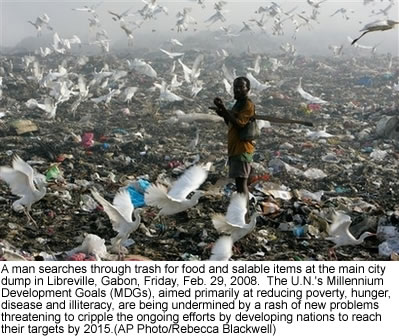 A man searches through trash for food and salable items at the main city
dump in Libreville, Gabon, Friday, Feb. 29, 2008.  The U.N.'s Millennium
Development Goals (MDGs), aimed primarily at reducing poverty, hunger,
disease and illiteracy, are being undermined by a rash of new problems
threatening to cripple the ongoing efforts by developing nations to reach
their targets by 2015.(AP Photo/Rebecca Blackwell)